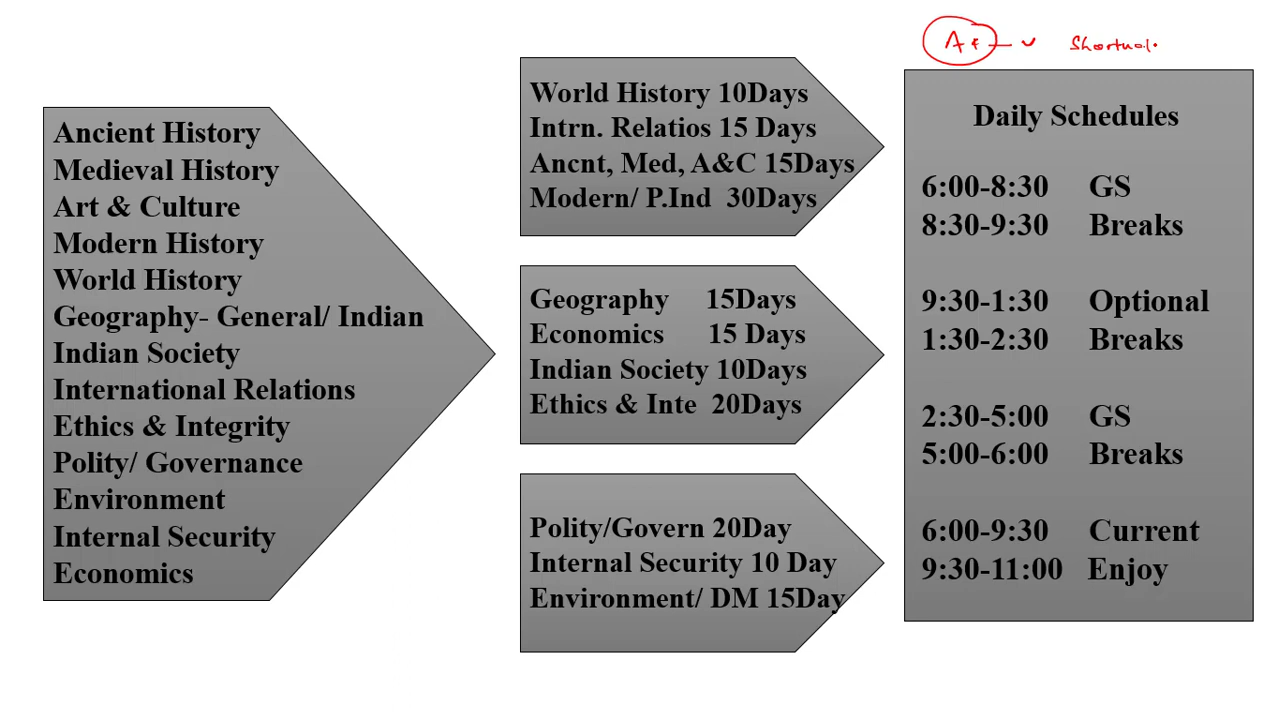 Ancient History
Medieval History
Art & Culture
Modern History
World History
Geography- General/ Indian
Indian Society
International Relations
Ethics & Integrity
Polity/ Governance
Environment
Internal Security
Economics
World History 10Days
Intrn. Relatios 15 Days
Ancnt, Med, A&C 15Days
Modern/ P.Ind 30Days
Geography 15Days
Economics 15 Days
Indian Society 10Days
Ethics & Inte 20Days
Polity/Govern 20Day
Internal Security 10 Day
Environment/ DM 15Day
Daily Schedules
6:00-8:30 GS
8:30-9:30 Breaks
9:30-1:30 Optional
1:30-2:30 Breaks
2:30-5:00 GS
5:00-6:00 Breaks
6:00-9:30 Current
9:30-11:00 Enjoy